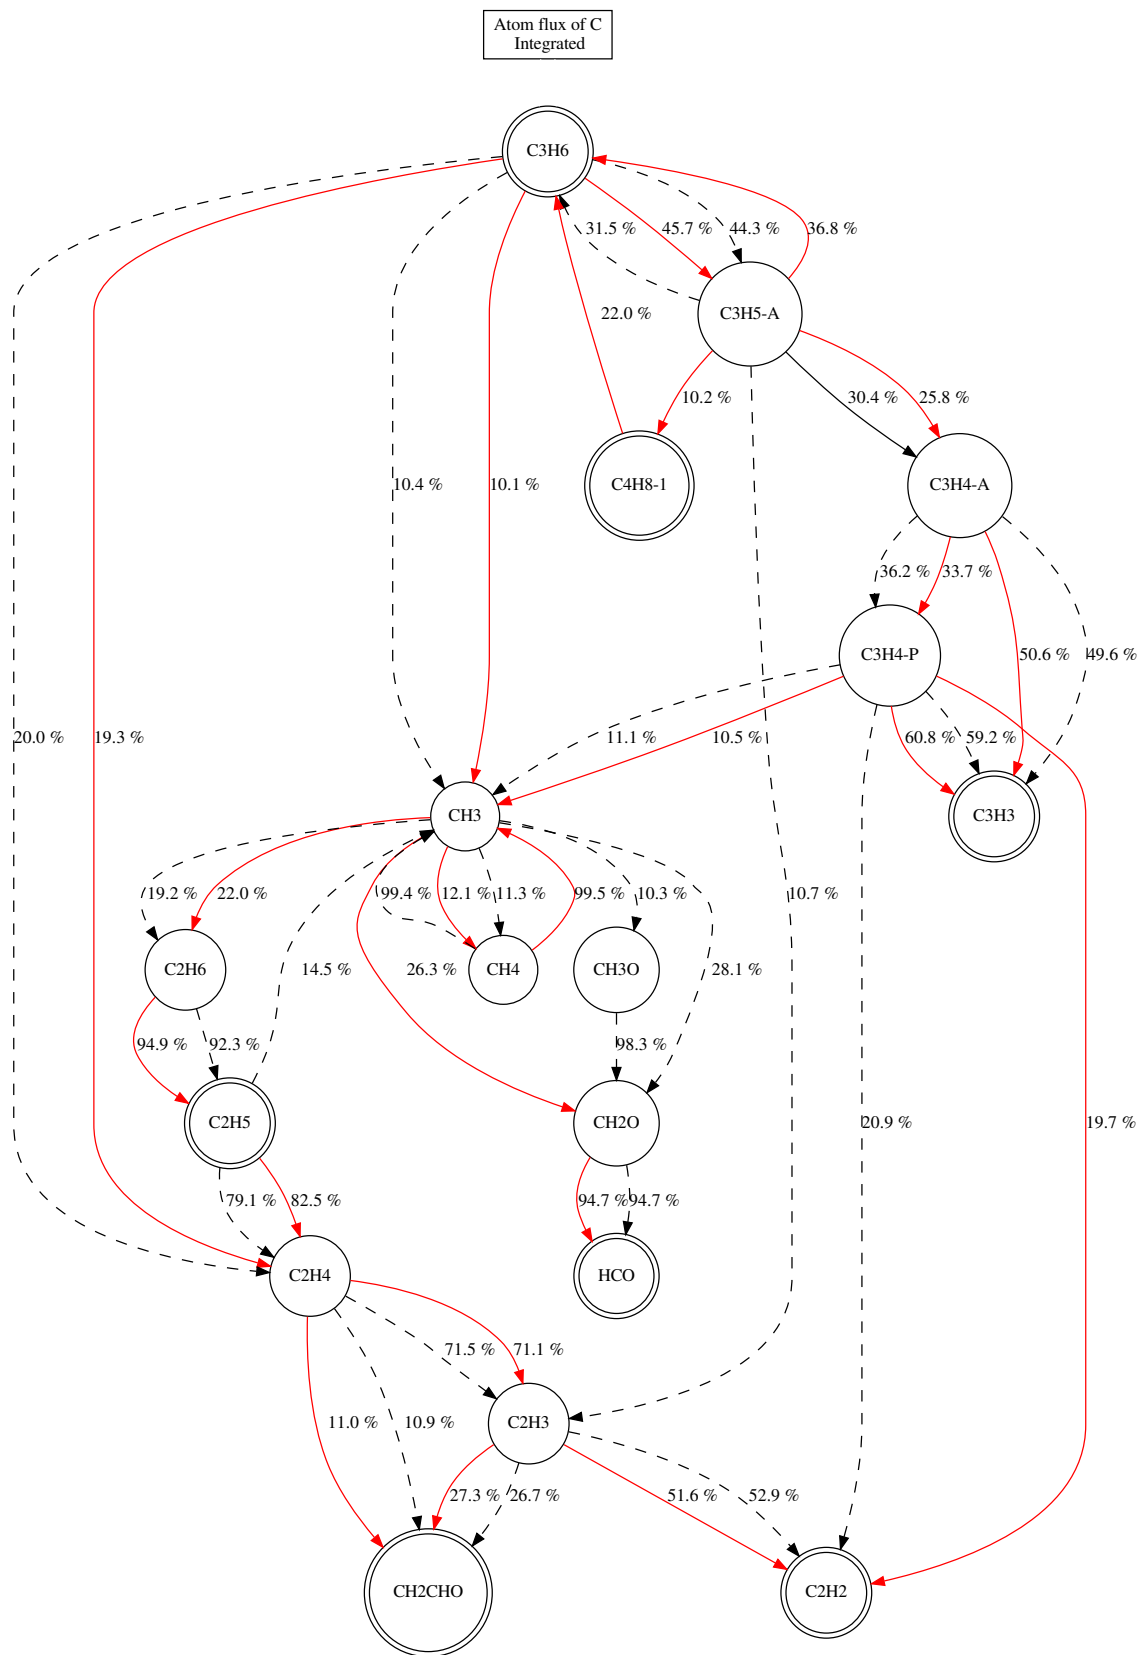 Atom flux of C
Integrated
C3H6
31.5 %
45.7 %
44.3 %
36.8 %
C3H5-A
22.0 %
10.2 %
30.4 %
25.8 %
10.4 %
10.1 %
C4H8-1
C3H4-A
36.2 %
33.7 %
C3H4-P
50.6 %
49.6 %
20.0 %
19.3 %
11.1 %
10.5 %
60.8 %
59.2 %
CH3
C3H3
19.2 %
22.0 %
99.4 %
12.1 %
11.3 %
99.5 %
10.3 %
10.7 %
C2H6
14.5 %
26.3 %
CH4
CH3O
28.1 %
94.9 %
92.3 %
98.3 %
C2H5
CH2O
20.9 %
19.7 %
79.1 %
82.5 %
94.7 %
94.7 %
C2H4
HCO
71.5 %
71.1 %
11.0 %
10.9 %
C2H3
27.3 %
26.7 %
51.6 %
52.9 %
CH2CHO
C2H2